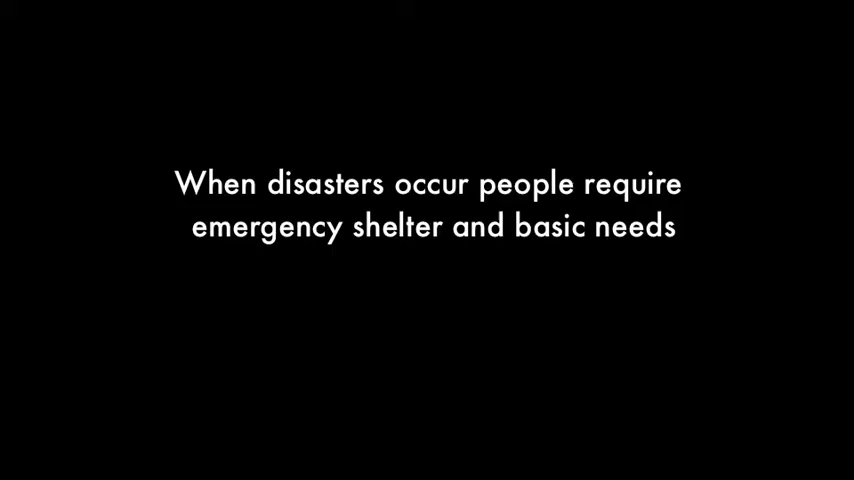 When disasters occur people require
emergency shelter and basic needs